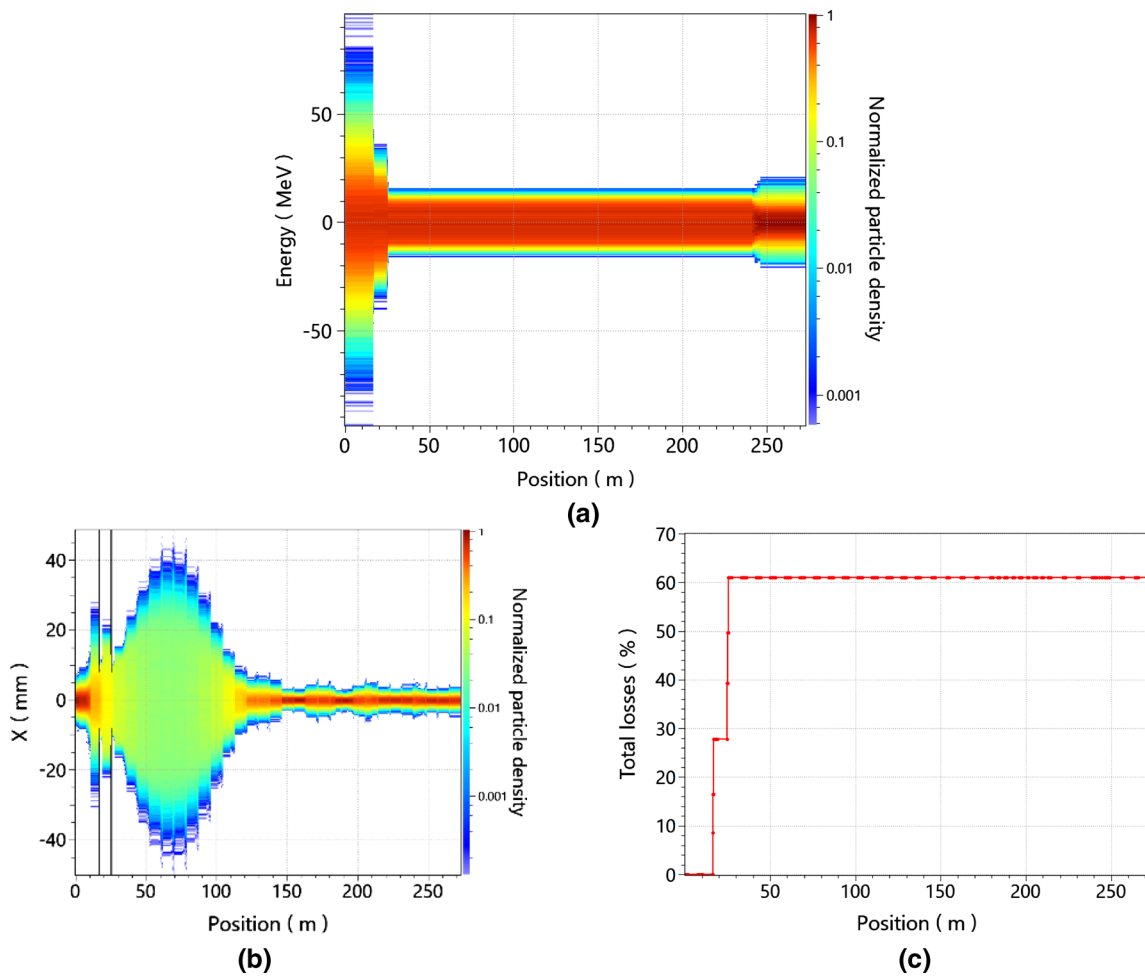 1
50
0.1
0
0.01
-50
0.001
Energy ( MeV )
Normalized particle density
0 50 100 150 200 250
Position ( m )
(a)
40
20
0
-20
-40
X ( mm )
1
0.1
0.01
0.001
Normalized particle density
0 50 100 150 200 250
Position ( m )
(b)
70
60
50
40
30
20
10
0
Total losses ( % )
50 100 150 200 250
Position ( m )
(c)